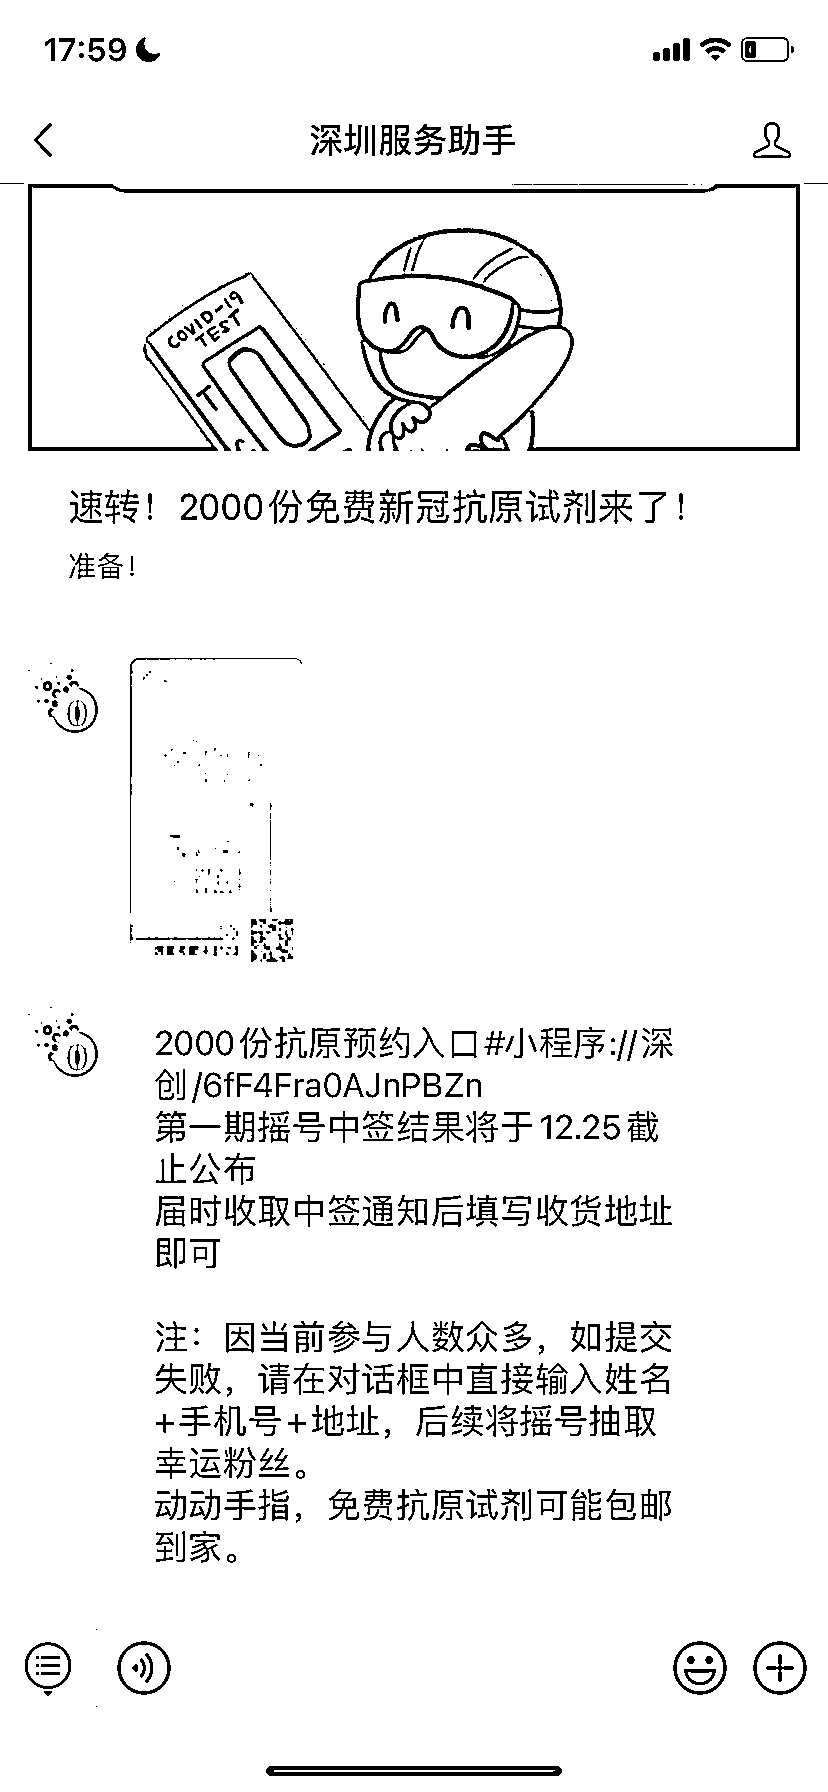 17:59
深圳服务助手
COVID-19
TEST
T
速转！2000份免费新冠抗原试剂来了！
准备！
2000份抗原预约入口#小程序://深
创/6fF4Fra0AJnPBZn
第一期摇号中签结果将于12.25截
止公布
届时收取中签通知后填写收货地址
即可
注：因当前参与人数众多，如提交
失败，请在对话框中直接输入姓名
+手机号+地址，后续将摇号抽取
幸运粉丝。
动动手指，免费抗原试剂可能包邮
到家。